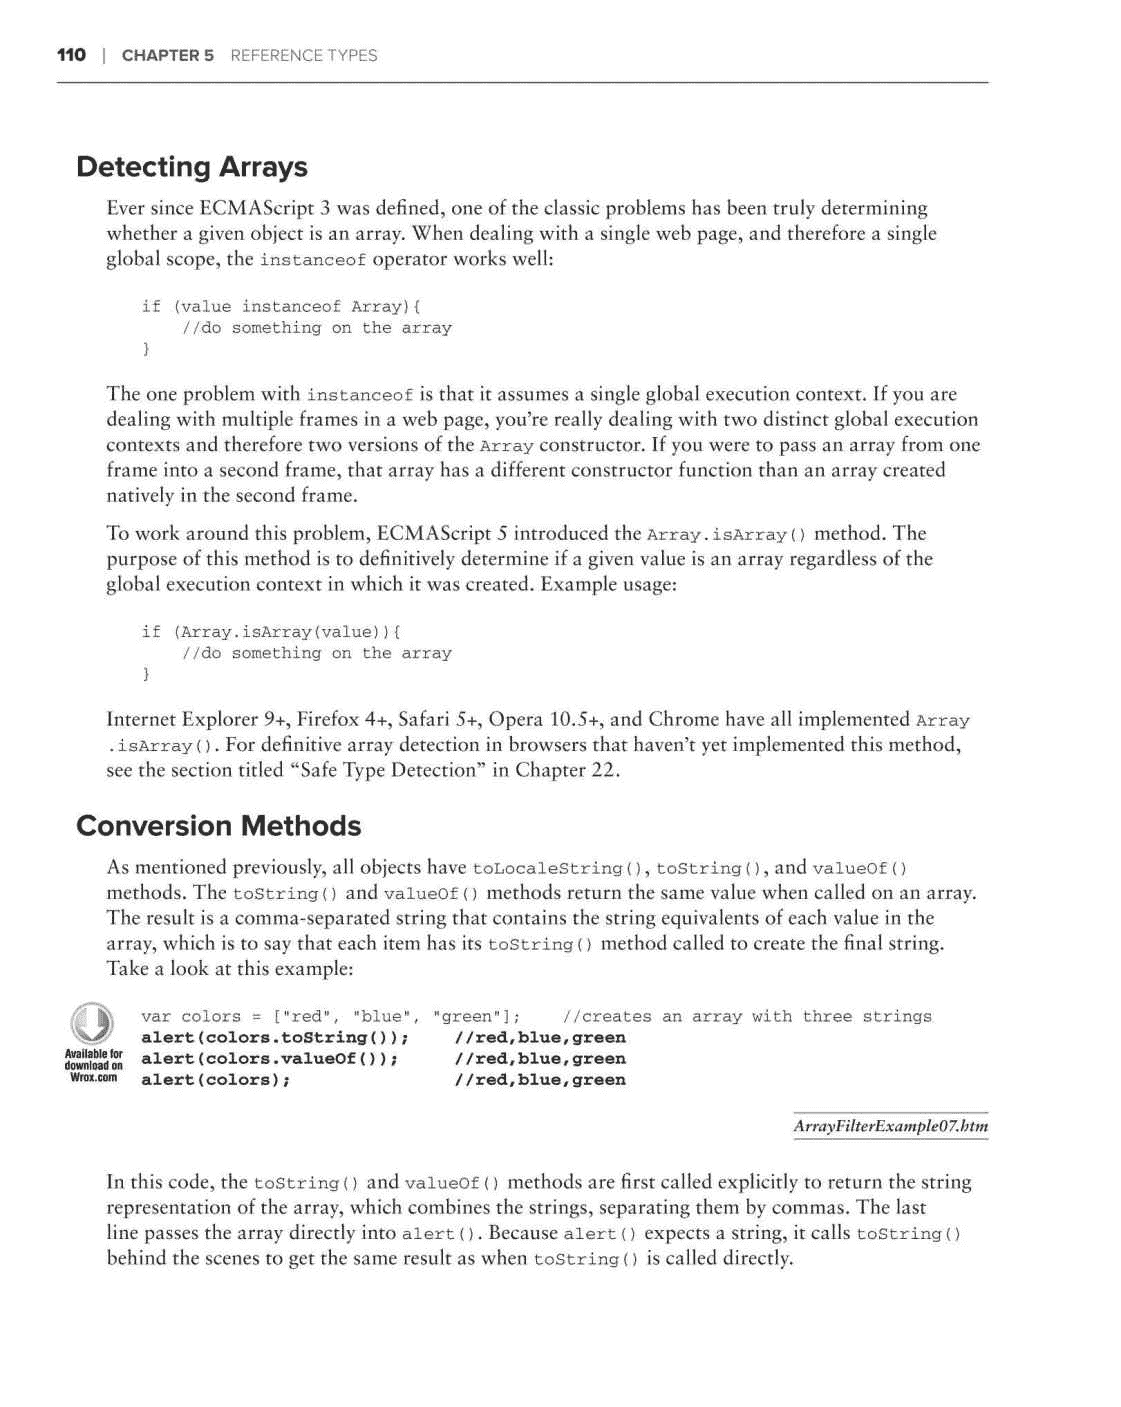 110 | CHAPTER 5 REFERENCE TYPES
Detecting Arrays
Ever since ECMAScript 3 was defined, one of the classic problems has been truly determining
whether a given object is an array. When dealing with a single web page, and therefore a single
global scope, the instanceof operator works well:
if (value instanceof Array){
    //do something on the array
}
The one problem with instanceof is that it assumes a single global execution context. If you are
dealing with multiple frames in a web page, you’re really dealing with two distinct global execution
contexts and therefore two versions of the Array constructor. If you were to pass an array from one
frame into a second frame, that array has a different constructor function than an array created
natively in the second frame.
To work around this problem, ECMAScript 5 introduced the Array.isArray() method. The
purpose of this method is to definitively determine if a given value is an array regardless of the
global execution context in which it was created. Example usage:
if (Array.isArray(value)){
    //do something on the array
}
Internet Explorer 9+, Firefox 4+, Safari 5+, Opera 10.5+, and Chrome have all implemented Array
.isArray(). For definitive array detection in browsers that haven’t yet implemented this method,
see the section titled “Safe Type Detection” in Chapter 22.
Conversion Methods
As mentioned previously, all objects have toLocaleString(), toString(), and valueOf()
methods. The toString() and valueOf() methods return the same value when called on an array.
The result is a comma-separated string that contains the string equivalents of each value in the
array, which is to say that each item has its toString() method called to create the final string.
Take a look at this example:
Available for
download on
Wrox.com
var colors = ["red", "blue", "green"];    //creates an array with three strings
alert(colors.toString());    //red,blue,green
alert(colors.valueOf());     //red,blue,green
alert(colors);               //red,blue,green
ArrayFilterExample07.htm
In this code, the toString() and valueOf() methods are first called explicitly to return the string
representation of the array, which combines the strings, separating them by commas. The last
line passes the array directly into alert(). Because alert() expects a string, it calls toString()
behind the scenes to get the same result as when toString() is called directly.